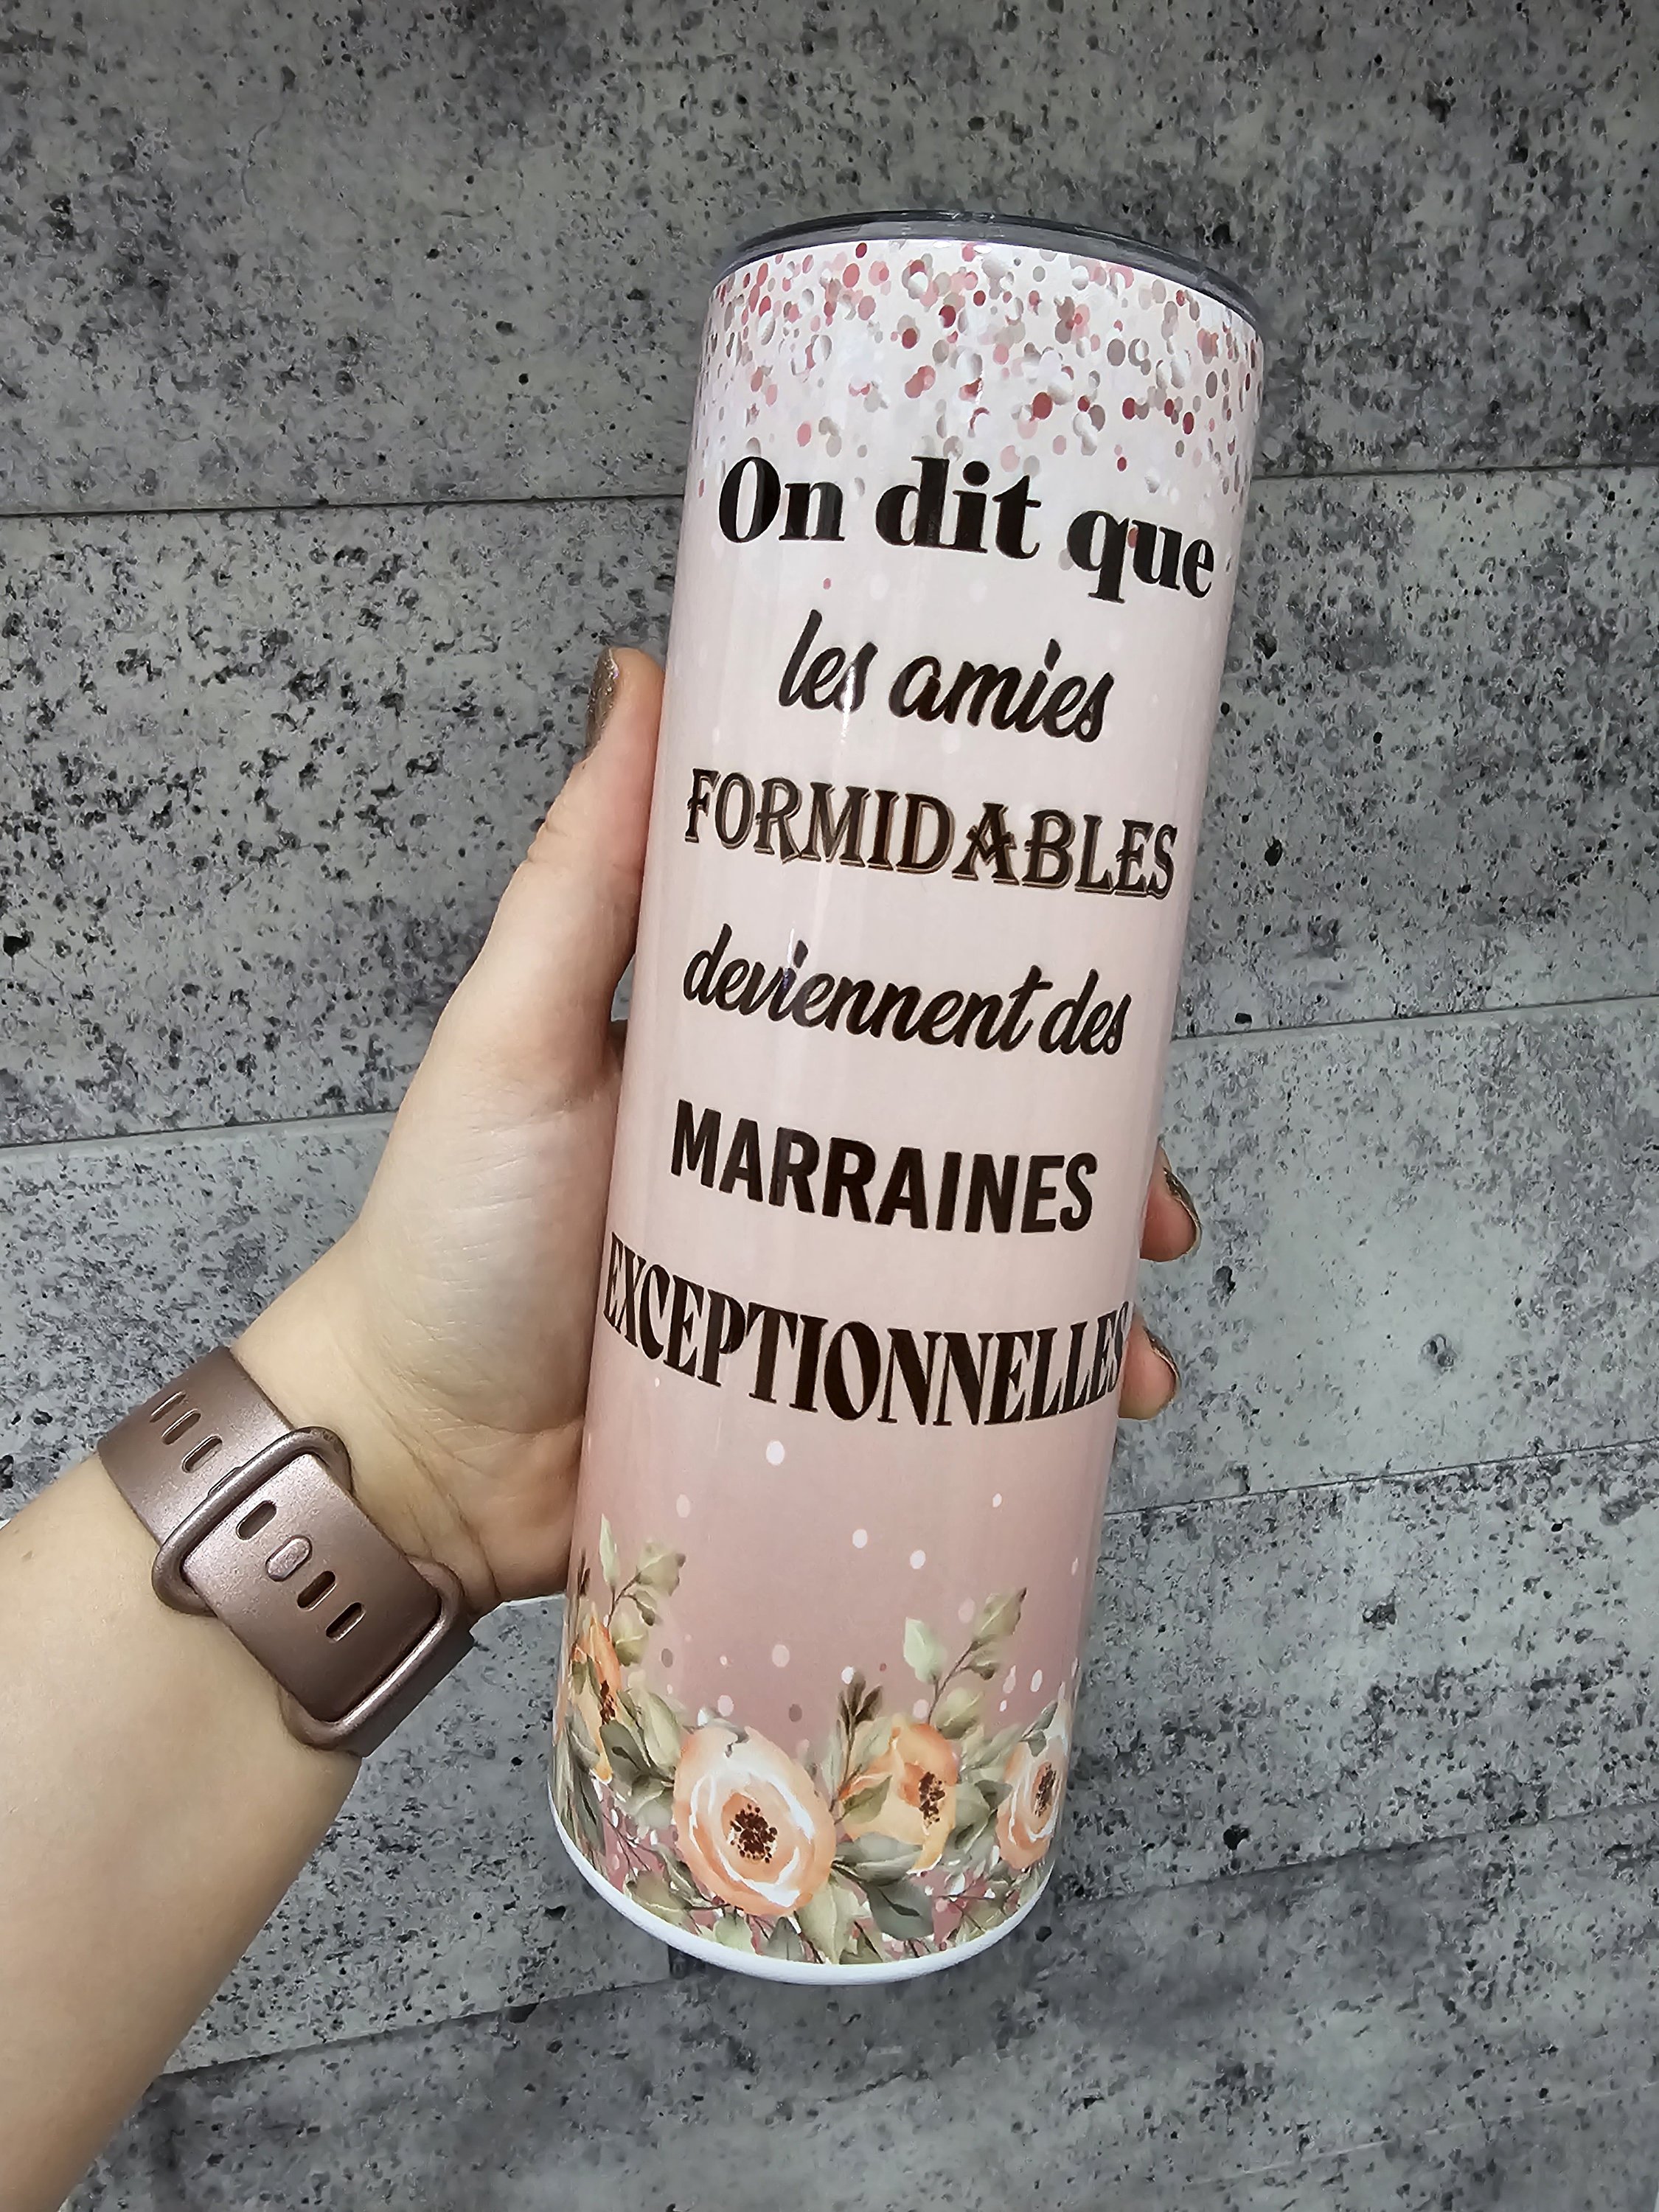 On dit que
les amies
FORMIDABLES
deviennent des
MARRAINES
EXCEPTIONNELLES